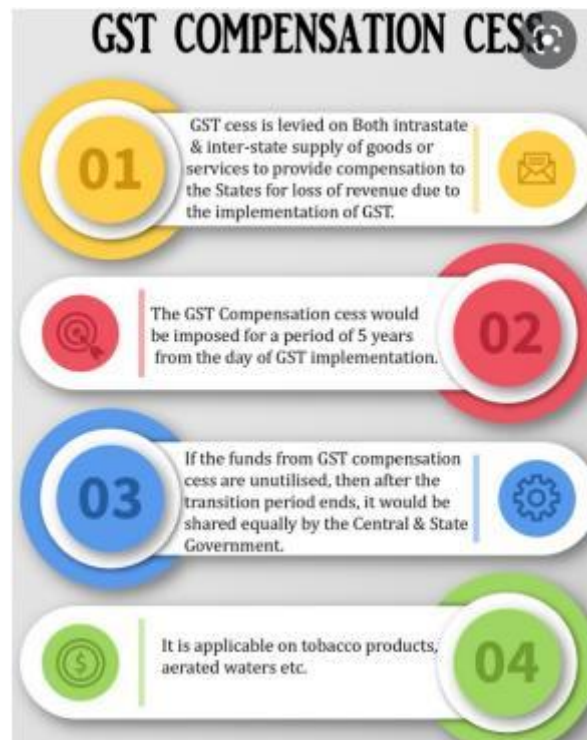 GST COMPENSATION CESS
01
GST cess is levied on Both intrastate
& inter-state supply of goods or
services to provide compensation to
the States for loss of revenue due to
the implementation of GST.
The GST Compensation cess would
be imposed for a period of 5 years
from the day of GST implementation.
02
03
If the funds from GST compensation
cess are unutilised, then after the
transition period ends, it would be
shared equally by the Central & State
Government.
$
It is applicable on tobacco products,
aerated waters etc.
04